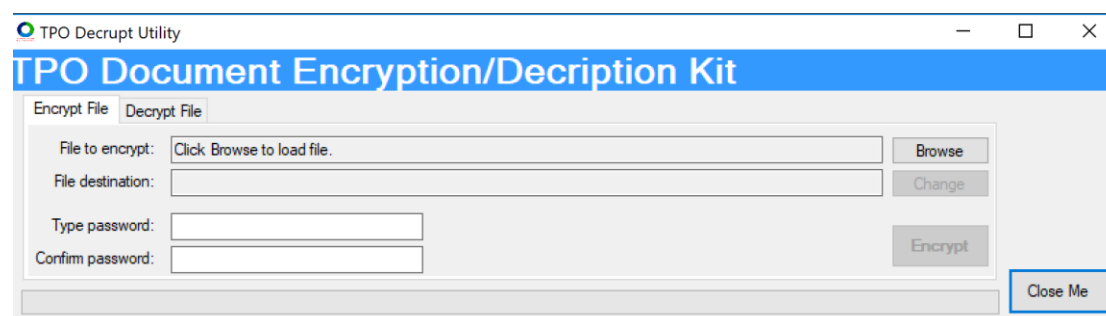 TPO Decrupt Utility
TPO Document Encryption/Decription Kit
Encrypt File Decrypt File
File to encrypt: Click Browse to load file. Browse
File destination: Change
Type password:
Encrypt
Confirm password:
Close Me